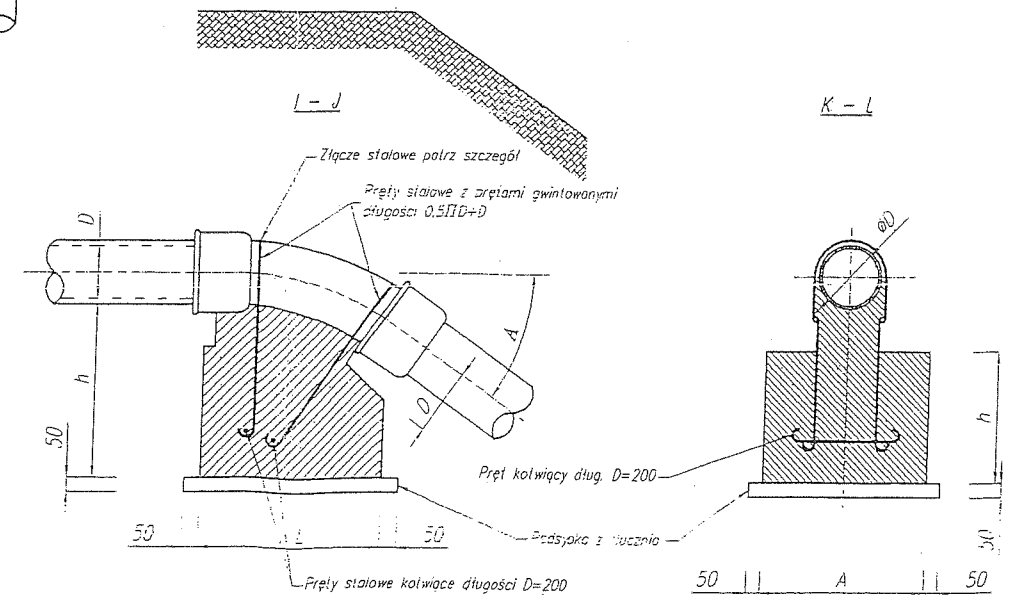 I - J
K - L
Złącze stalowe patrz szczegół
Pręty stalowe z prętami gwintowanymi
długości 0.5ΠD+D
D
øD
A
h
D
h
50
Pręt kotwiący dług. D=200
50
L
50
Podsypka z tłucznia
50
Pręty stalowe kotwiące długości D=200
50
A
50